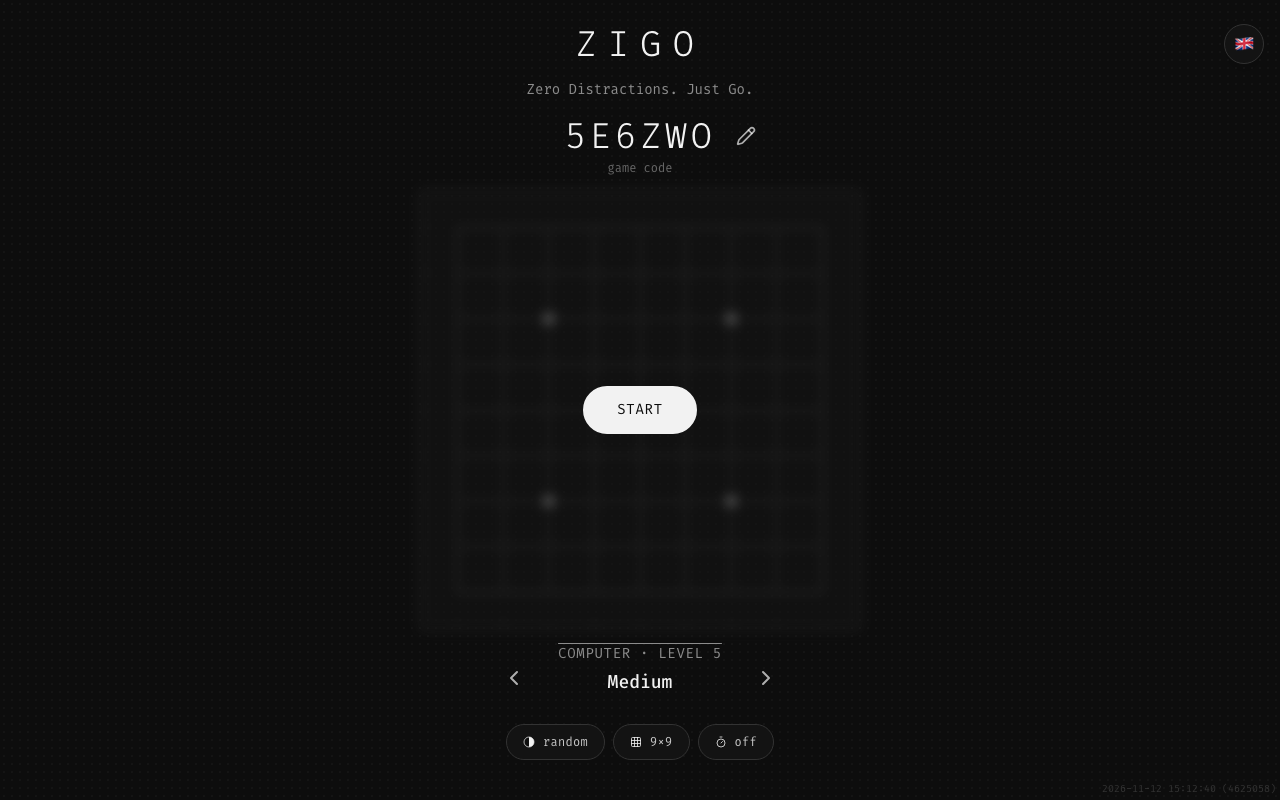 ZIGO
Zero Distractions. Just Go.
5E6ZWO
game code
START
COMPUTER · LEVEL 5
Medium
random
9×9
off
2026-11-12 15:12:40 (4625058)